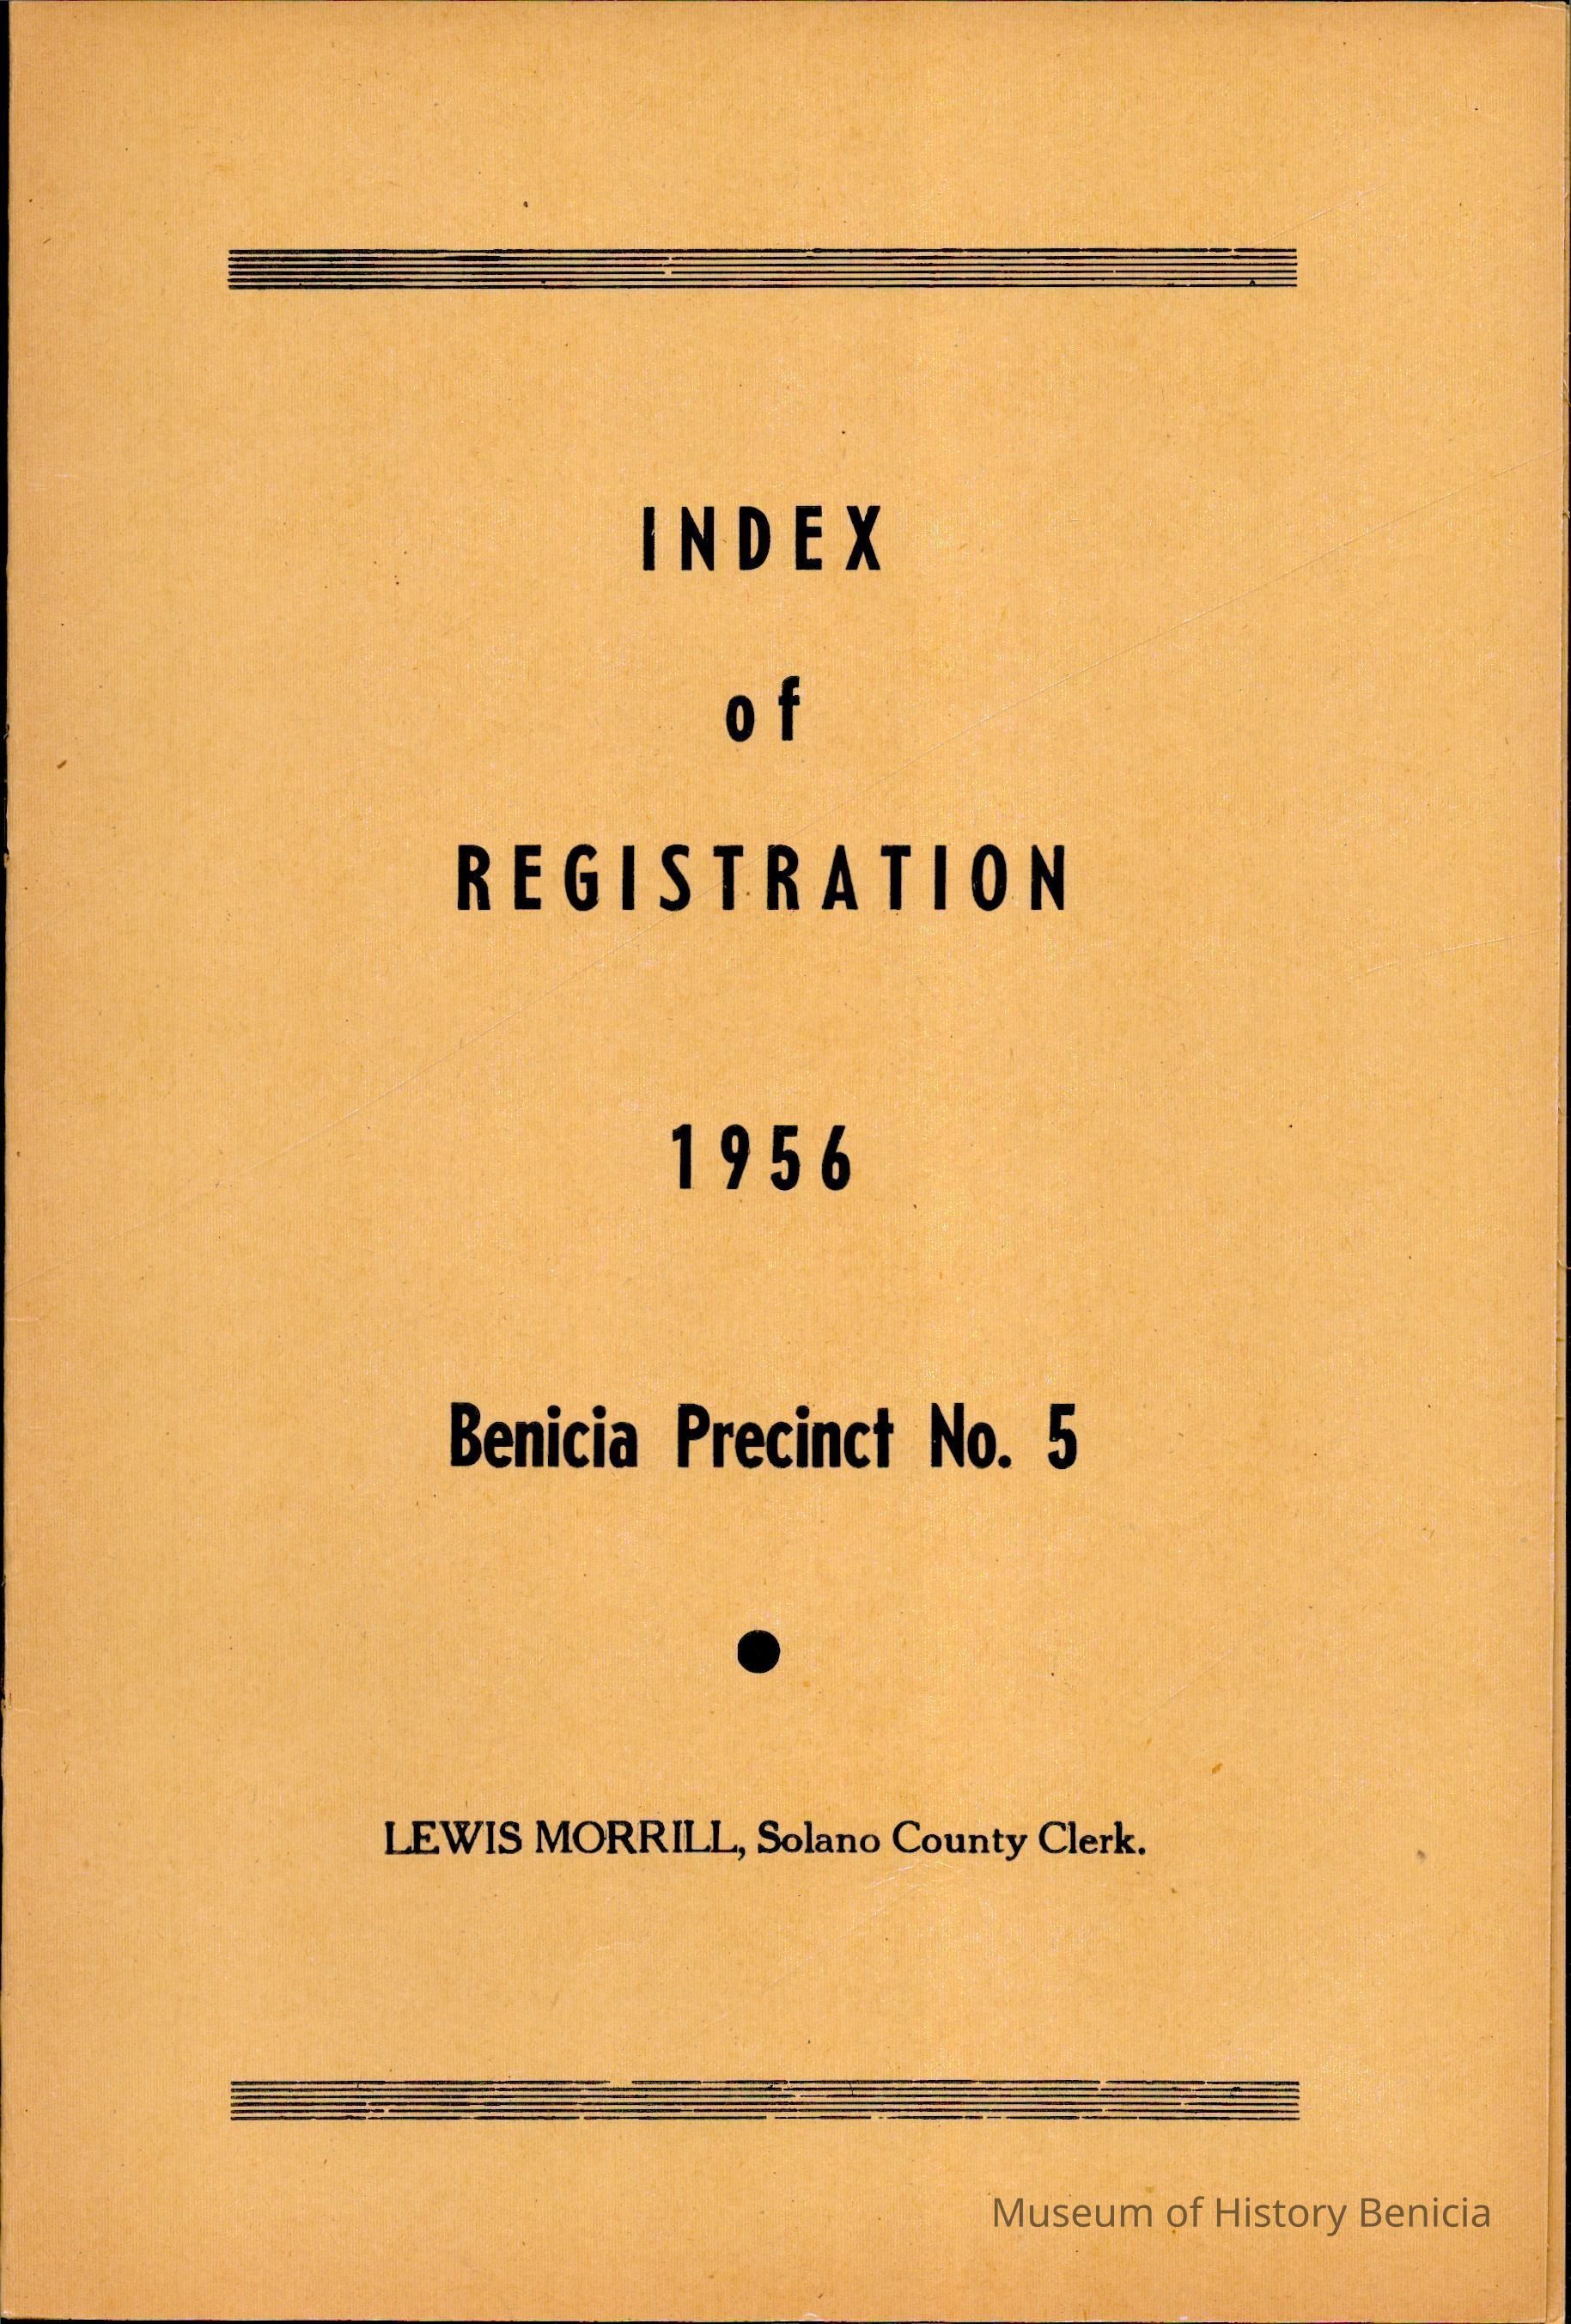 INDEX
of
REGISTRATION
1956
Benicia Precinct No. 5
LEWIS MORRILL, Solano County Clerk.
Museum of History Benicia